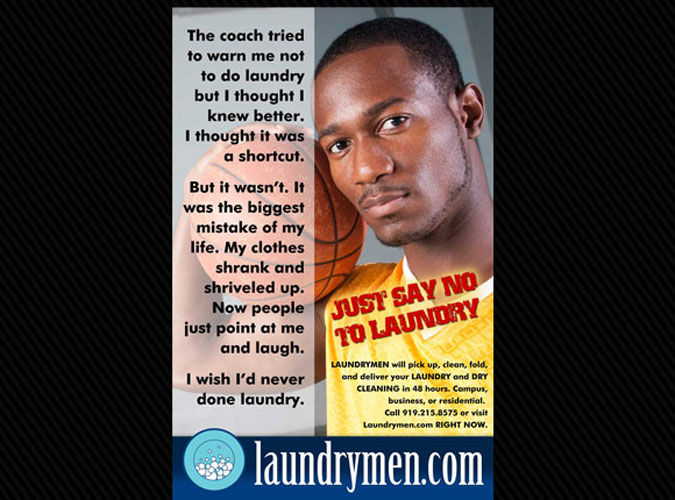 The coach tried
to warn me not
to do laundry
but I thought I
knew better.
I thought it was
a shortcut.
But it wasn't. It
was the biggest
mistake of my
life. My clothes
shrank and
shriveled up.
Now people
just point at me
and laugh.
I wish I'd never
done laundry.
JUST SAY NO
TO LAUNDRY
LAUNDRYMEN will pick up, clean, fold,
and deliver your LAUNDRY and DRY
CLEANING in 48 hours. Campus,
business, or residential.
Call 919.215.8575 or visit
Laundrymen.com RIGHT NOW.
laundrymen.com